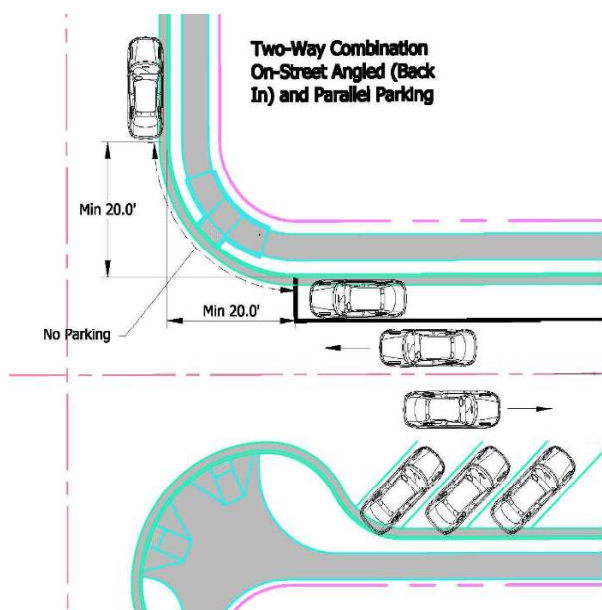 Two-Way Combination
On-Street Angled (Back
In) and Parallel Parking
Min 20.0'
Min 20.0'
No Parking